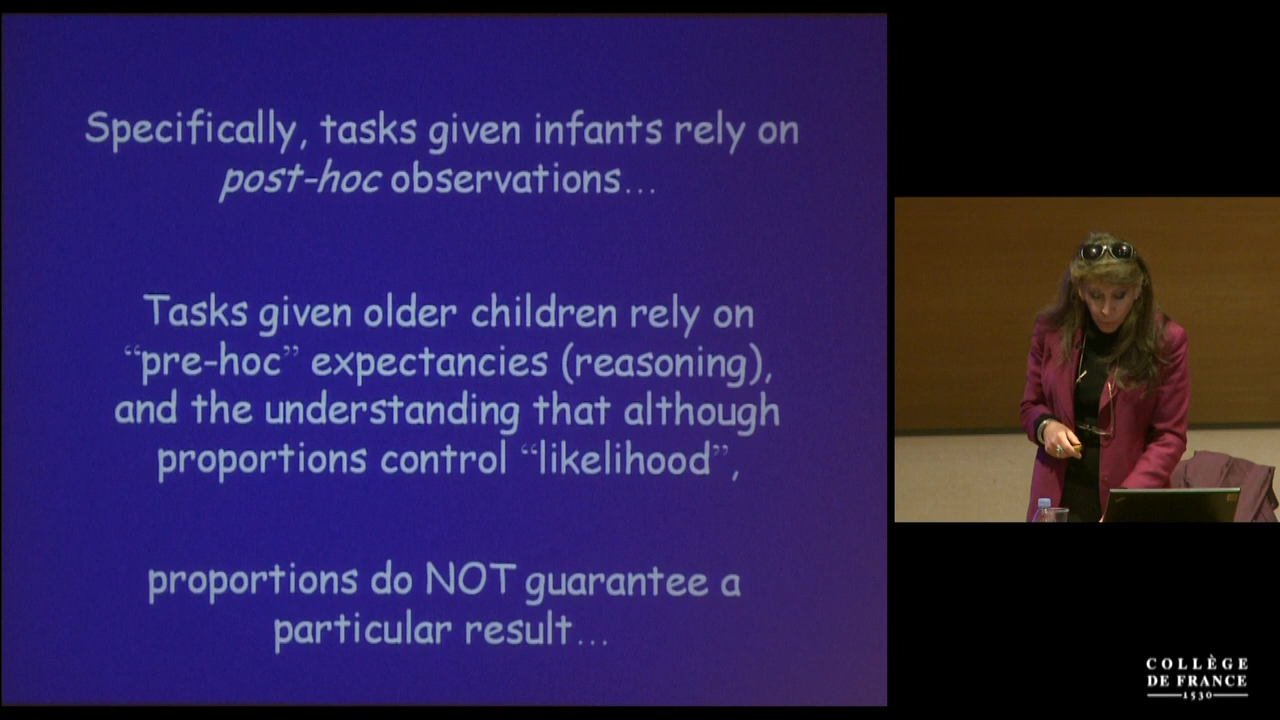 Specifically, tasks given infants rely on
post-hoc observations...
Tasks given older children rely on
“pre-hoc” expectancies (reasoning),
and the understanding that although
proportions control “likelihood”,
proportions do NOT guarantee a
particular result...
COLLÈGE
DE FRANCE
1530